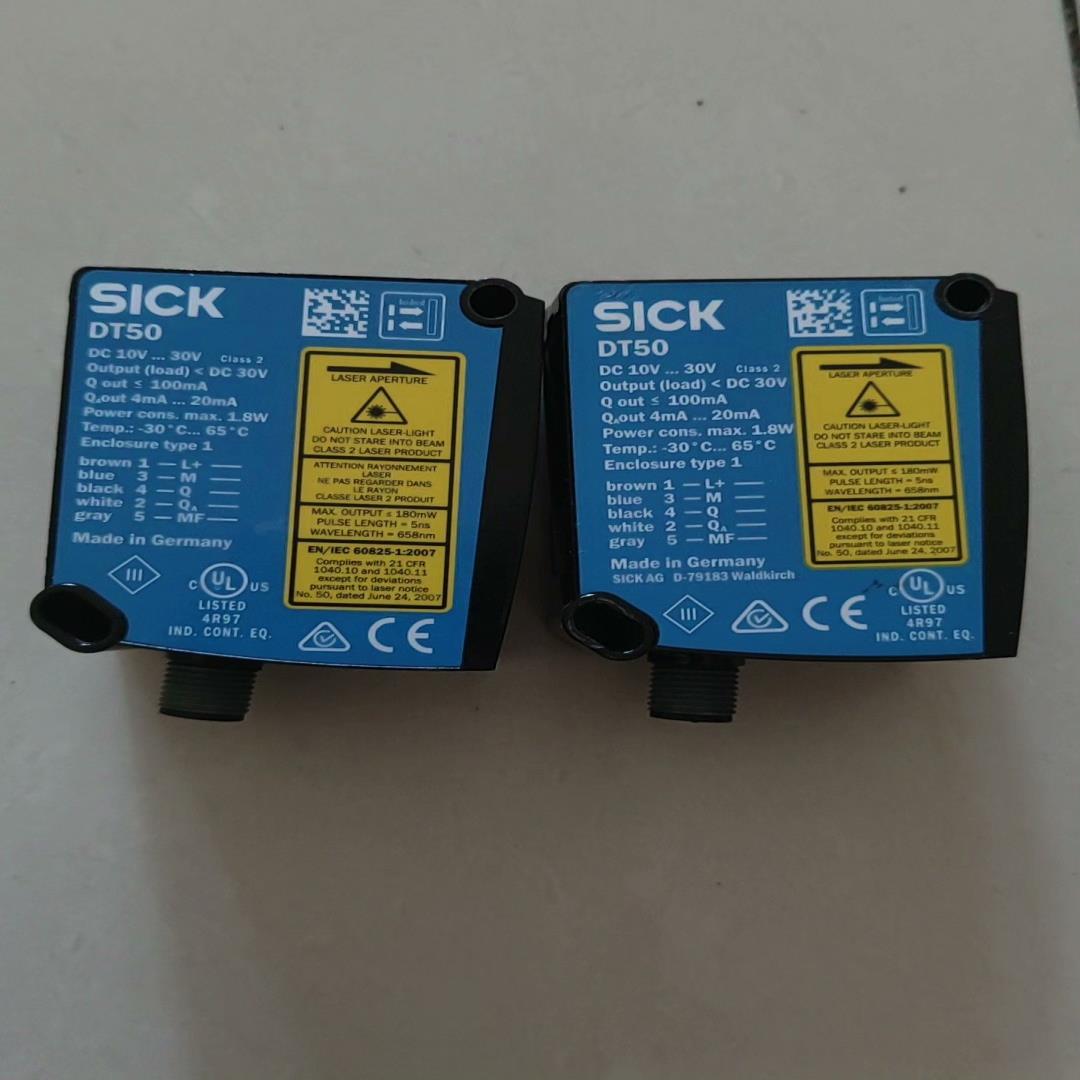 SICK
DT50
DC 10V ... 30V Class 2
Output (load) < DC 30V
Q out ≤ 100mA
QAout 4mA ... 20mA
Power cons. max. 1.8W
Temp.: -30°C... 65°C
Enclosure type 1
brown 1 — L+ —
blue 3 — M —
black 4 — Q —
white 2 — QA —
gray 5 — MF —
Made in Germany
III
LASER APERTURE
CAUTION LASER-LIGHT
DO NOT STARE INTO BEAM
CLASS 2 LASER PRODUCT
ATTENTION RAYONNEMENT
LASER
NE PAS REGARDER DANS
LE RAYON
CLASSE LASER 2 PRODUIT
MAX. OUTPUT ≤ 180mW
PULSE LENGTH = 5ns
WAVELENGTH = 658nm
EN/IEC 60825-1:2007
Complies with 21 CFR
1040.10 and 1040.11
except for deviations
pursuant to laser notice
No. 50, dated June 24, 2007
C UL US
LISTED
4R97
IND. CONT. EQ.
CE
SICK
DT50
DC 10V ... 30V Class 2
Output (load) < DC 30V
Q out ≤ 100mA
QAout 4mA ... 20mA
Power cons. max. 1.8W
Temp.: -30°C... 65°C
Enclosure type 1
brown 1 — L+ —
blue 3 — M —
black 4 — Q —
white 2 — QA —
gray 5 — MF —
Made in Germany
SICK AG D-79183 Waldkirch
III
CE
LASER APERTURE
CAUTION LASER-LIGHT
DO NOT STARE INTO BEAM
CLASS 2 LASER PRODUCT
MAX. OUTPUT ≤ 180mW
PULSE LENGTH = 5ns
WAVELENGTH = 658nm
EN/IEC 60825-1:2007
Complies with 21 CFR
1040.10 and 1040.11
except for deviations
pursuant to laser notice
No. 50, dated June 24, 2007
C UL US
LISTED
4R97
IND. CONT. EQ.